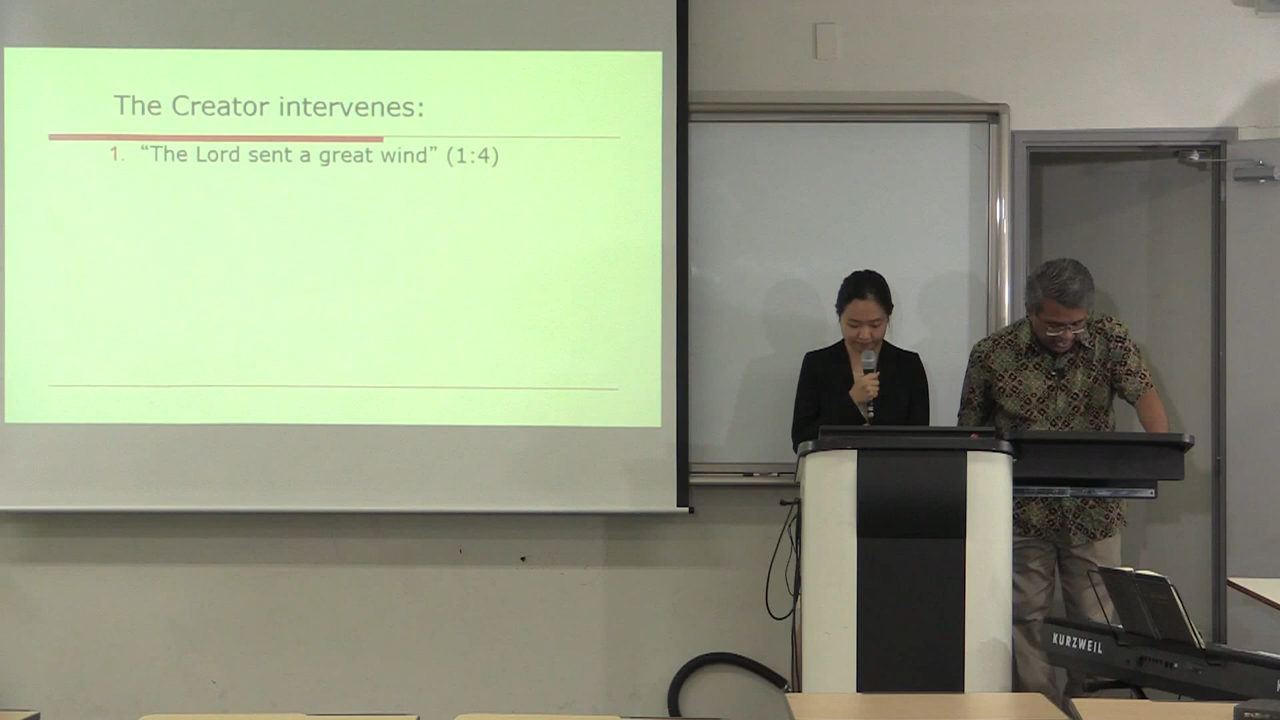 The Creator intervenes:
1. “The Lord sent a great wind” (1:4)
KURZWEIL